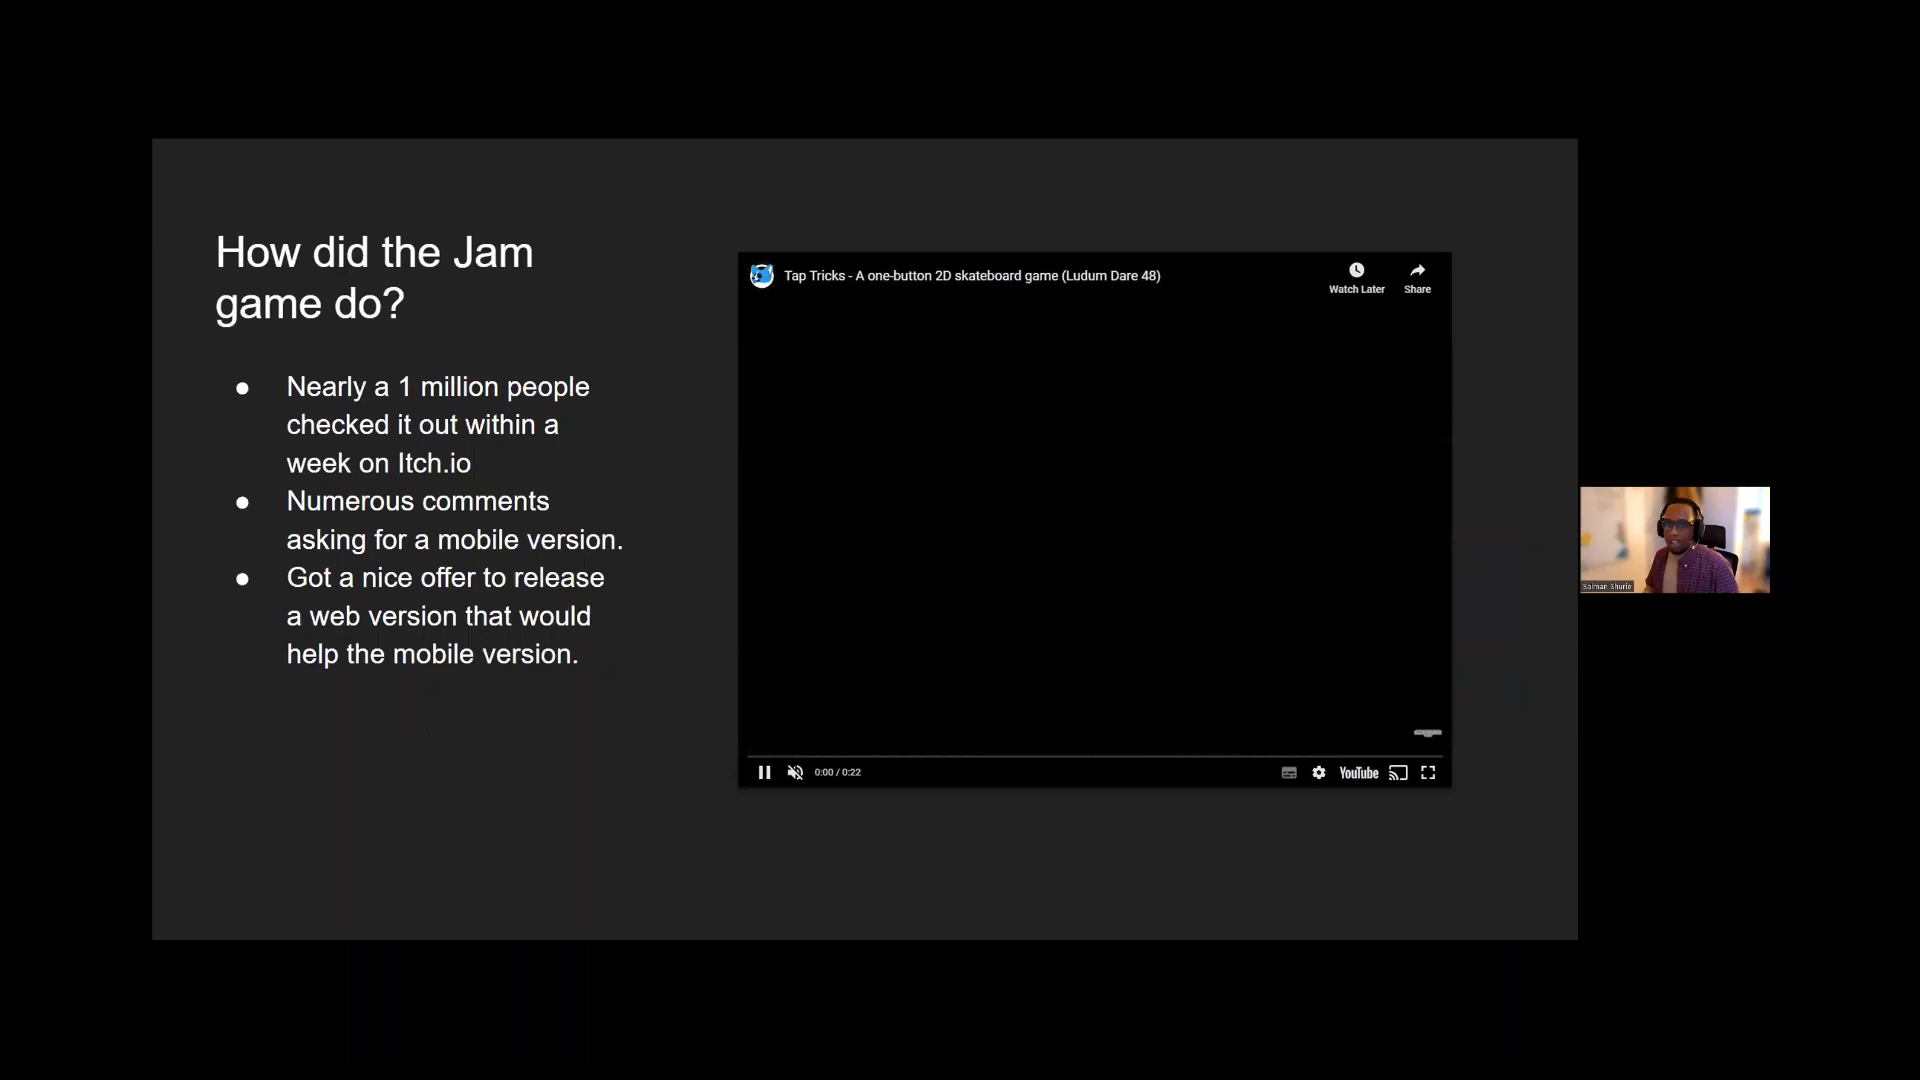 How did the Jam
game do?
● Nearly a 1 million people
checked it out within a
week on Itch.io
● Numerous comments
asking for a mobile version.
● Got a nice offer to release
a web version that would
help the mobile version.
Tap Tricks - A one-button 2D skateboard game (Ludum Dare 48)
Watch Later
Share
0:00 / 0:22
YouTube
Salman Shurie